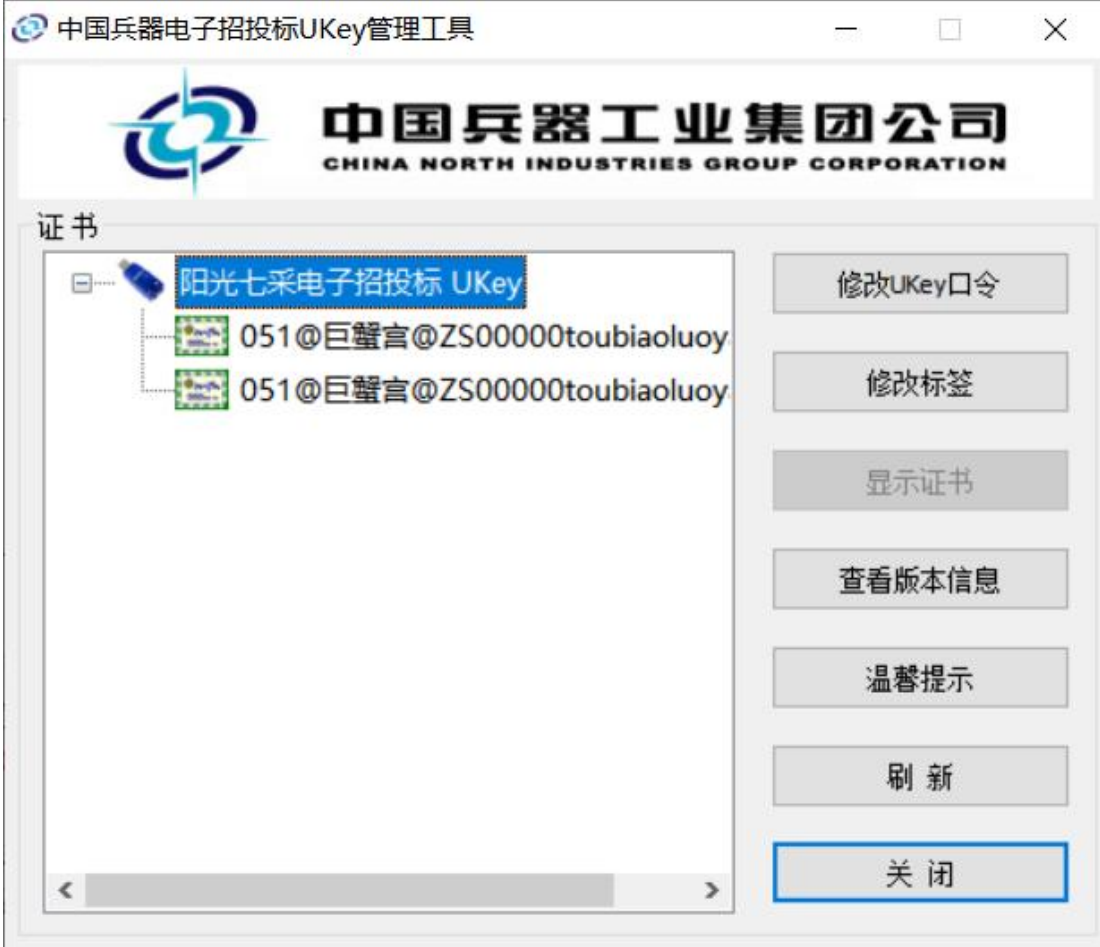 中国兵器电子招投标UKey管理工具
中国兵器工业集团公司
CHINA NORTH INDUSTRIES GROUP CORPORATION
证书
阳光七采电子招投标 UKey
051@巨蟹宫@ZS00000toubiaoluoy
051@巨蟹宫@ZS00000toubiaoluoy
修改UKey口令
修改标签
显示证书
查看版本信息
温馨提示
刷 新
关 闭